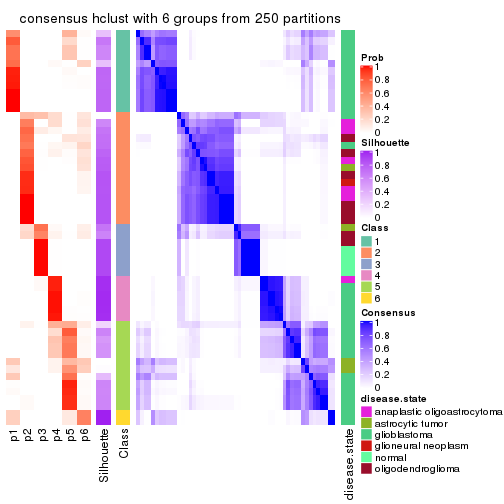 consensus hclust with 6 groups from 250 partitions
Prob
1
0.8
0.6
0.4
0.2
0
Silhouette
1
0.8
0.6
0.4
0.2
0
Class
1
2
3
4
5
6
Consensus
1
0.8
0.6
0.4
0.2
0
disease.state
anaplastic oligoastrocytoma
astrocytic tumor
glioblastoma
glioneural neoplasm
normal
oligodendroglioma
p1
p2
p3
p4
p5
p6
Silhouette
Class
disease.state